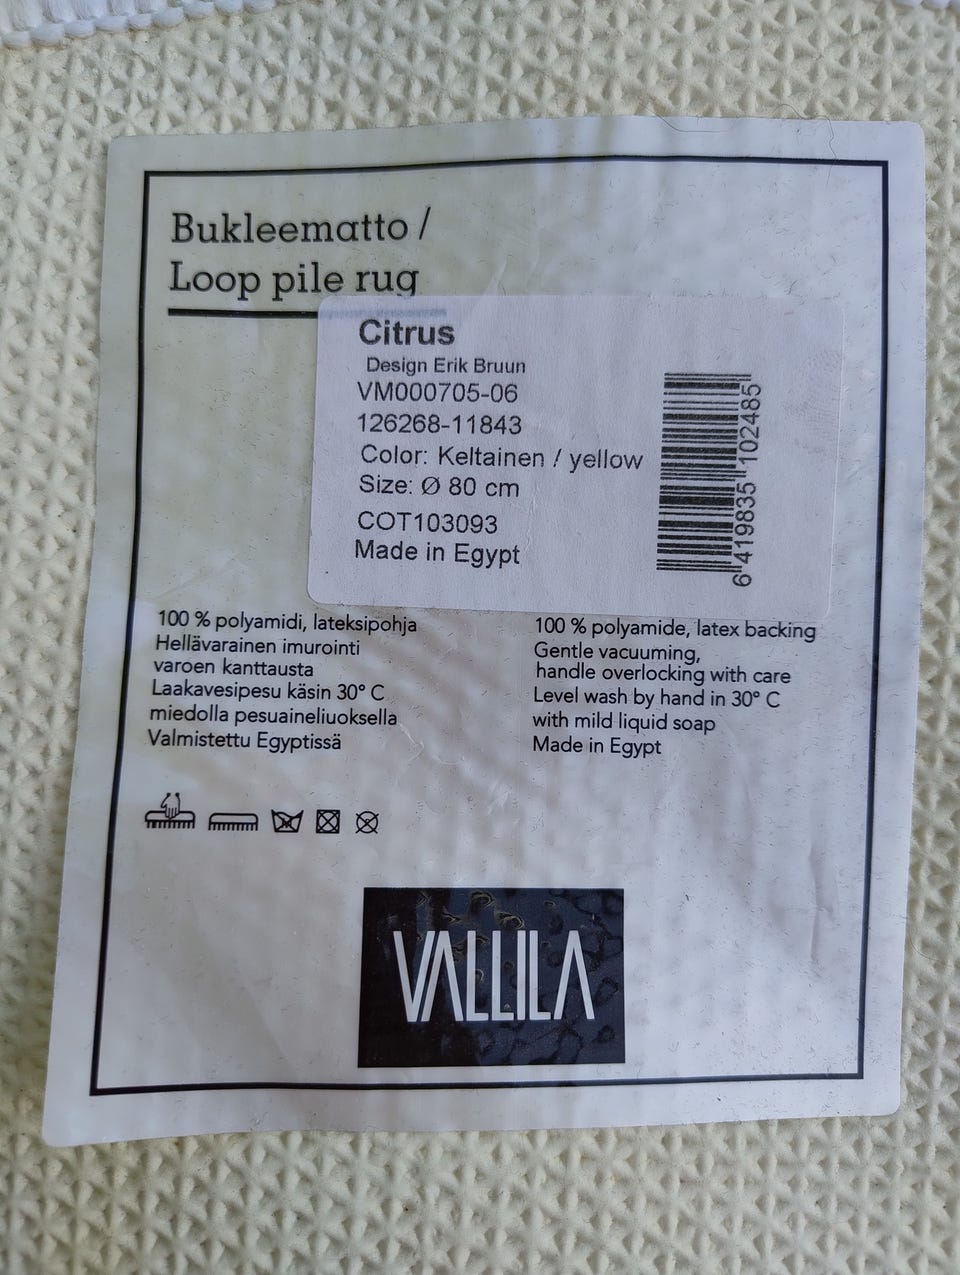 Bukleematto /
Loop pile rug
Citrus
Design Erik Bruun
VM000705-06
126268-11843
Color: Keltainen / yellow
Size: Ø 80 cm
COT103093
Made in Egypt
6 419835 102485
100 % polyamidi, lateksipohja
Hellävarainen imurointi
varoen kanttausta
Laakavesipesu käsin 30° C
miedolla pesuaineliuoksella
Valmistettu Egyptissä
100 % polyamide, latex backing
Gentle vacuuming,
handle overlocking with care
Level wash by hand in 30° C
with mild liquid soap
Made in Egypt
VALLILA